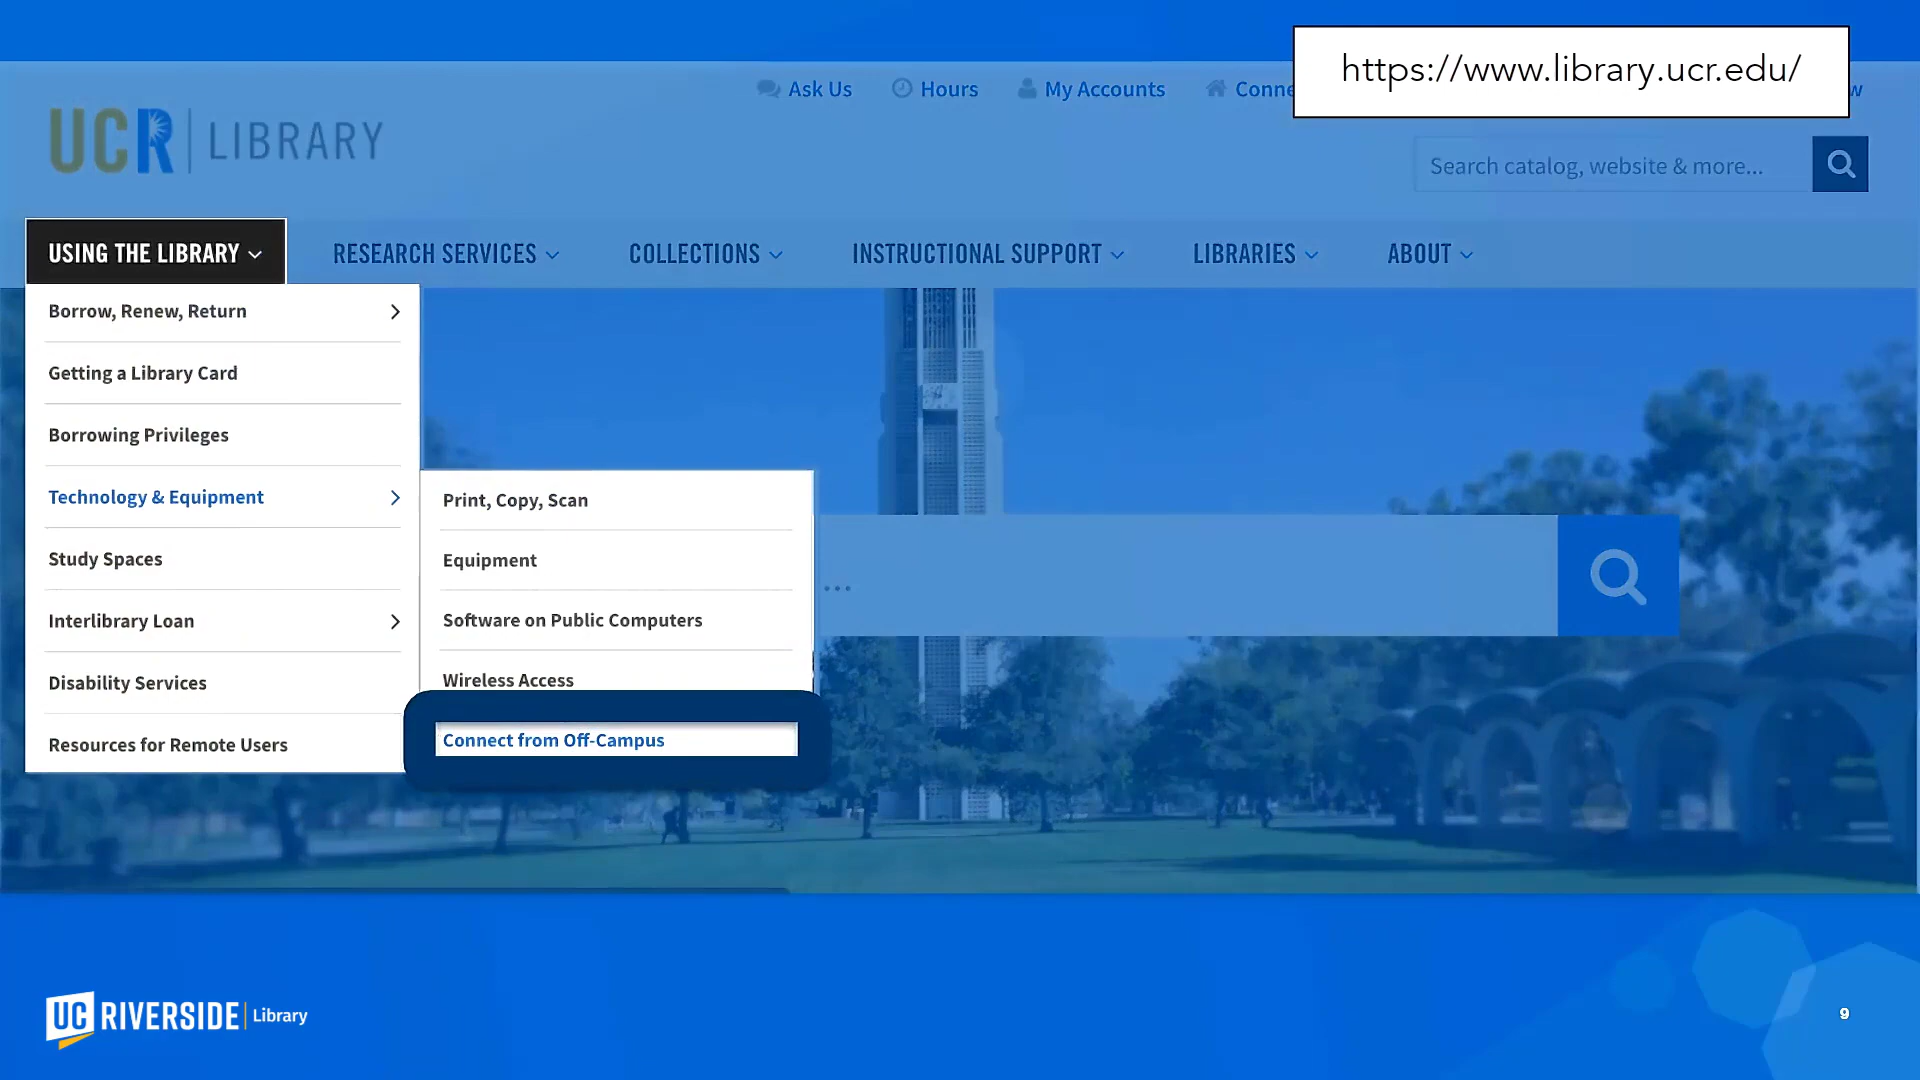 https://www.library.ucr.edu/
Ask Us
Hours
My Accounts
Conne
w
UCR | LIBRARY
Search catalog, website & more...
USING THE LIBRARY
RESEARCH SERVICES
COLLECTIONS
INSTRUCTIONAL SUPPORT
LIBRARIES
ABOUT
Borrow, Renew, Return
Getting a Library Card
Borrowing Privileges
Technology & Equipment
Study Spaces
Interlibrary Loan
Disability Services
Resources for Remote Users
Print, Copy, Scan
Equipment
Software on Public Computers
Wireless Access
Connect from Off-Campus
...
UC RIVERSIDE | Library
9